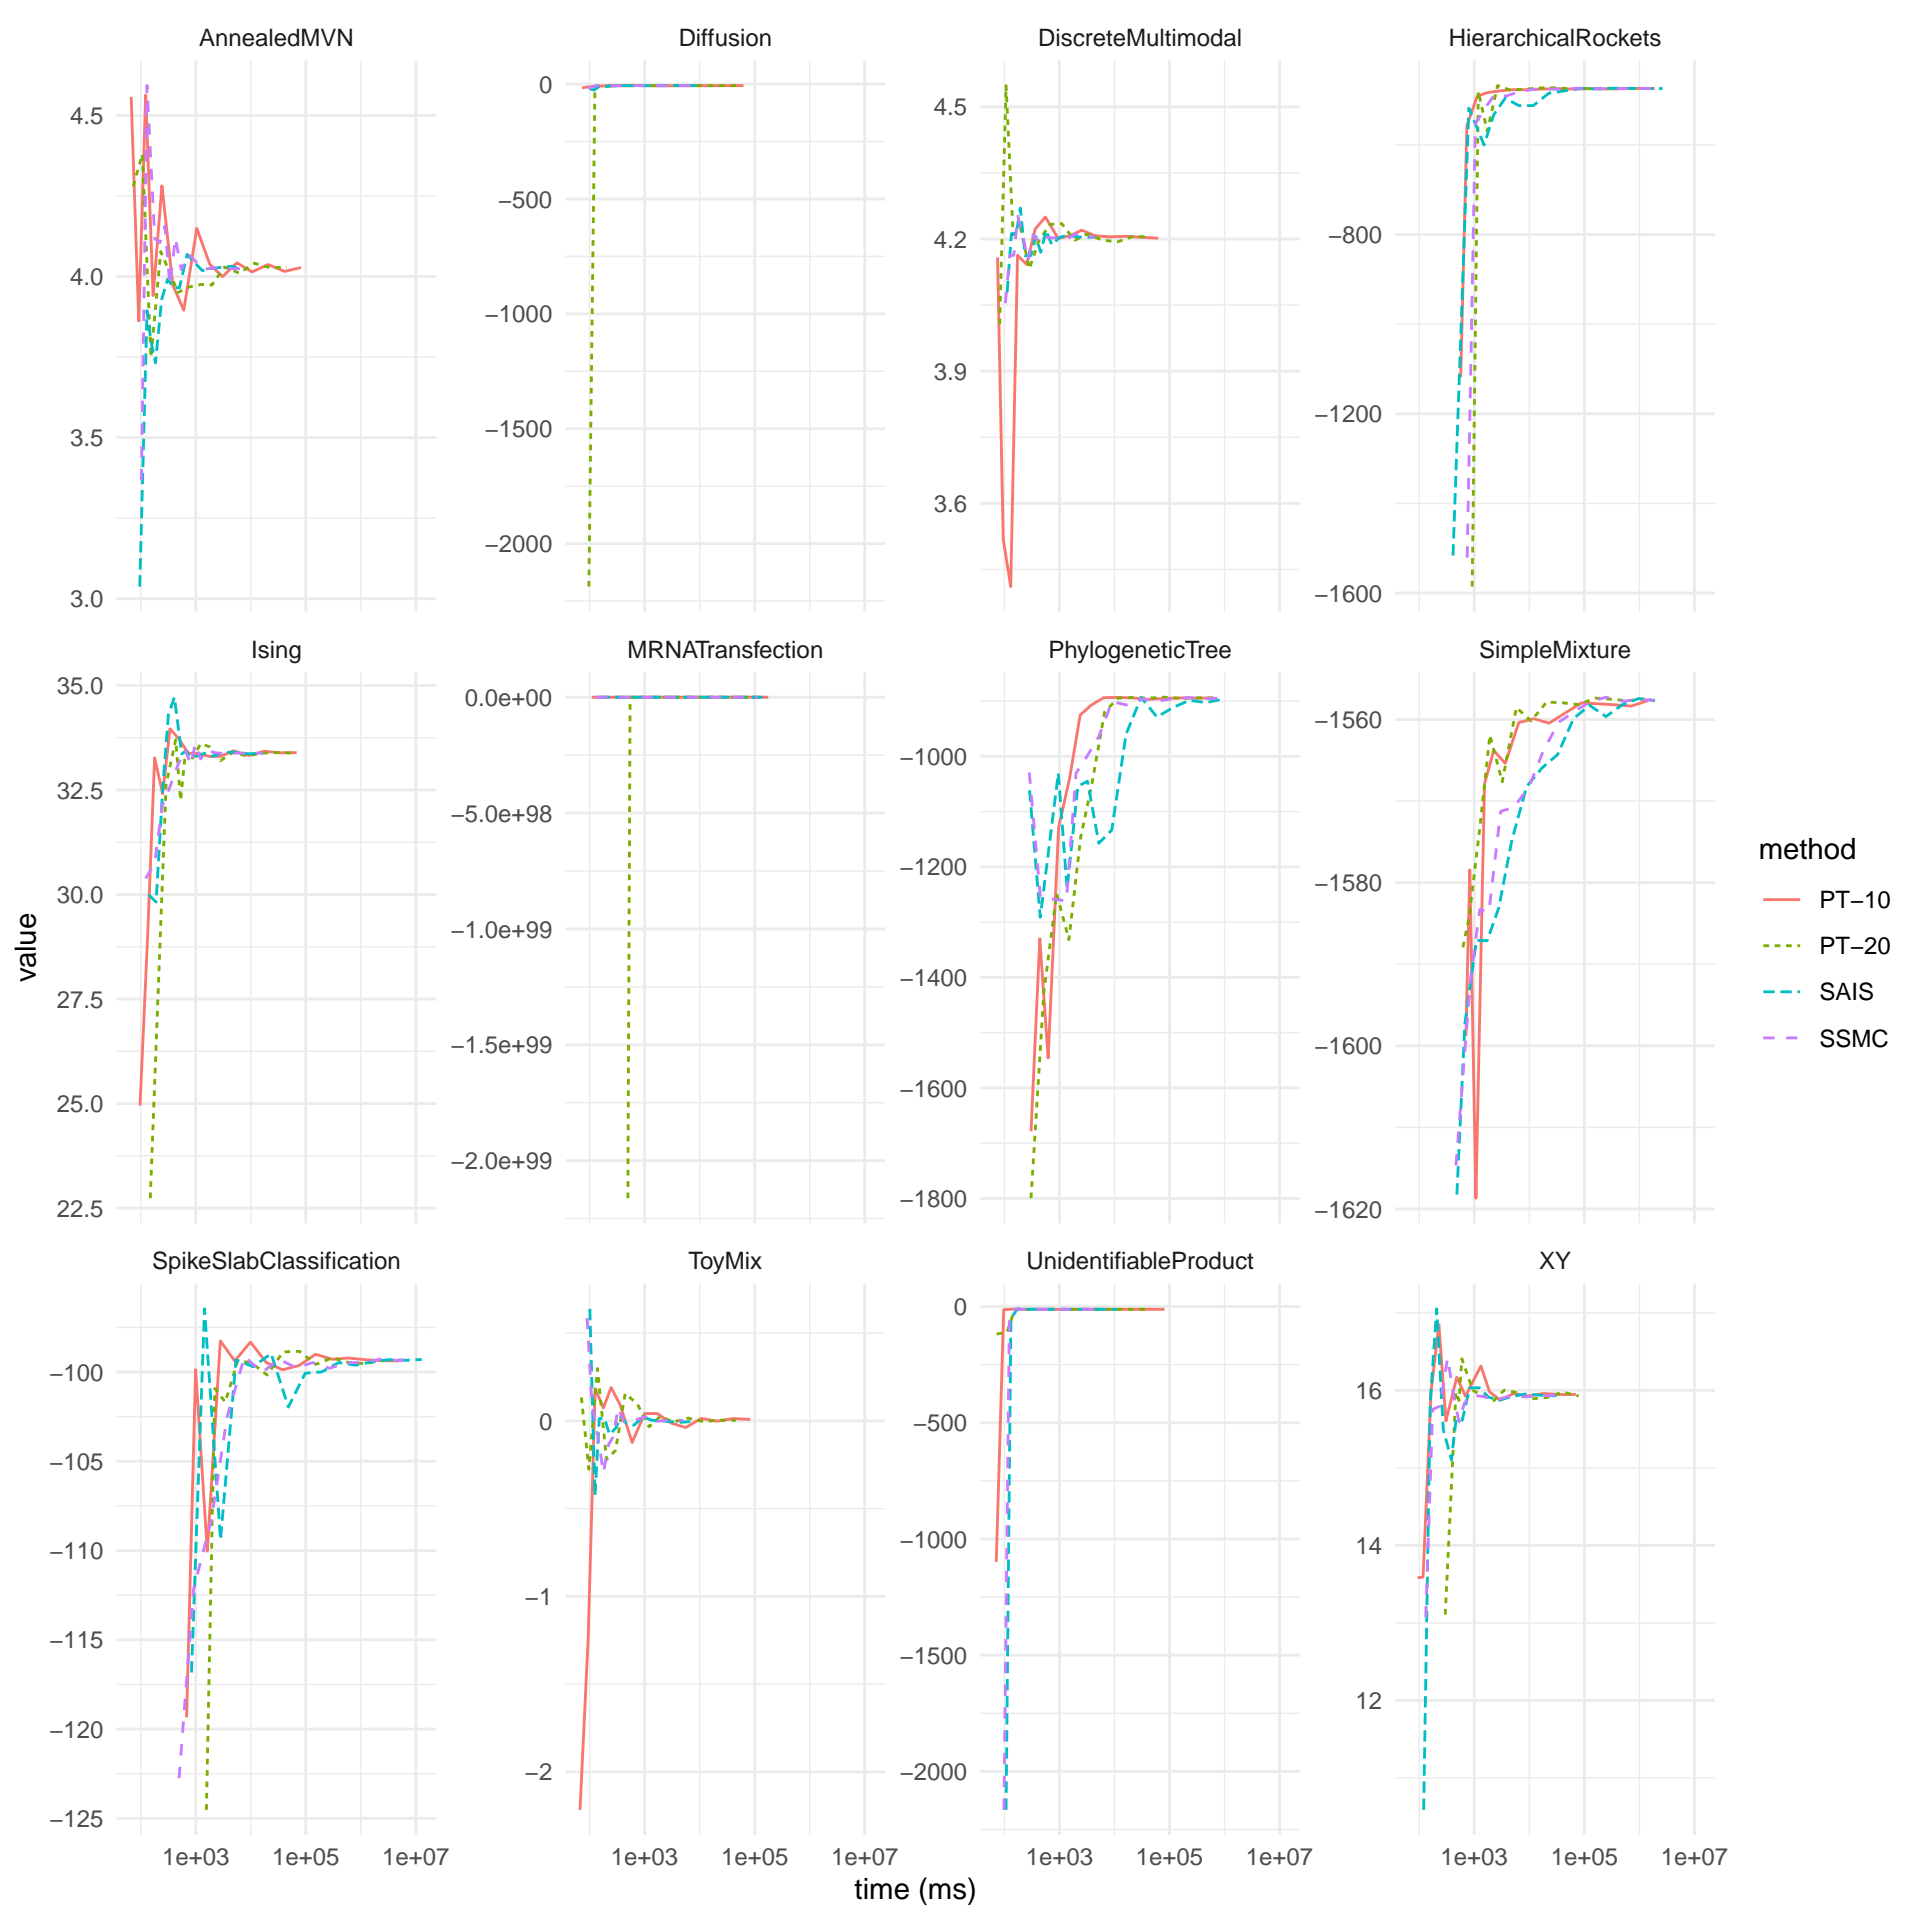 AnnealedMVN
Diffusion
DiscreteMultimodal
HierarchicalRockets
4.5
4.0
3.5
3.0
0
−500
−1000
−1500
−2000
4.5
4.2
3.9
3.6
−800
−1200
−1600
Ising
MRNATransfection
PhylogeneticTree
SimpleMixture
35.0
32.5
30.0
27.5
25.0
22.5
0.0e+00
−5.0e+98
−1.0e+99
−1.5e+99
−2.0e+99
−1000
−1200
−1400
−1600
−1800
−1560
−1580
−1600
−1620
SpikeSlabClassification
ToyMix
UnidentifiableProduct
XY
−100
−105
−110
−115
−120
−125
0
−1
−2
0
−500
−1000
−1500
−2000
16
14
12
1e+03 1e+05 1e+07
1e+03 1e+05 1e+07
1e+03 1e+05 1e+07
1e+03 1e+05 1e+07
time (ms)
value
method
PT−10
PT−20
SAIS
SSMC